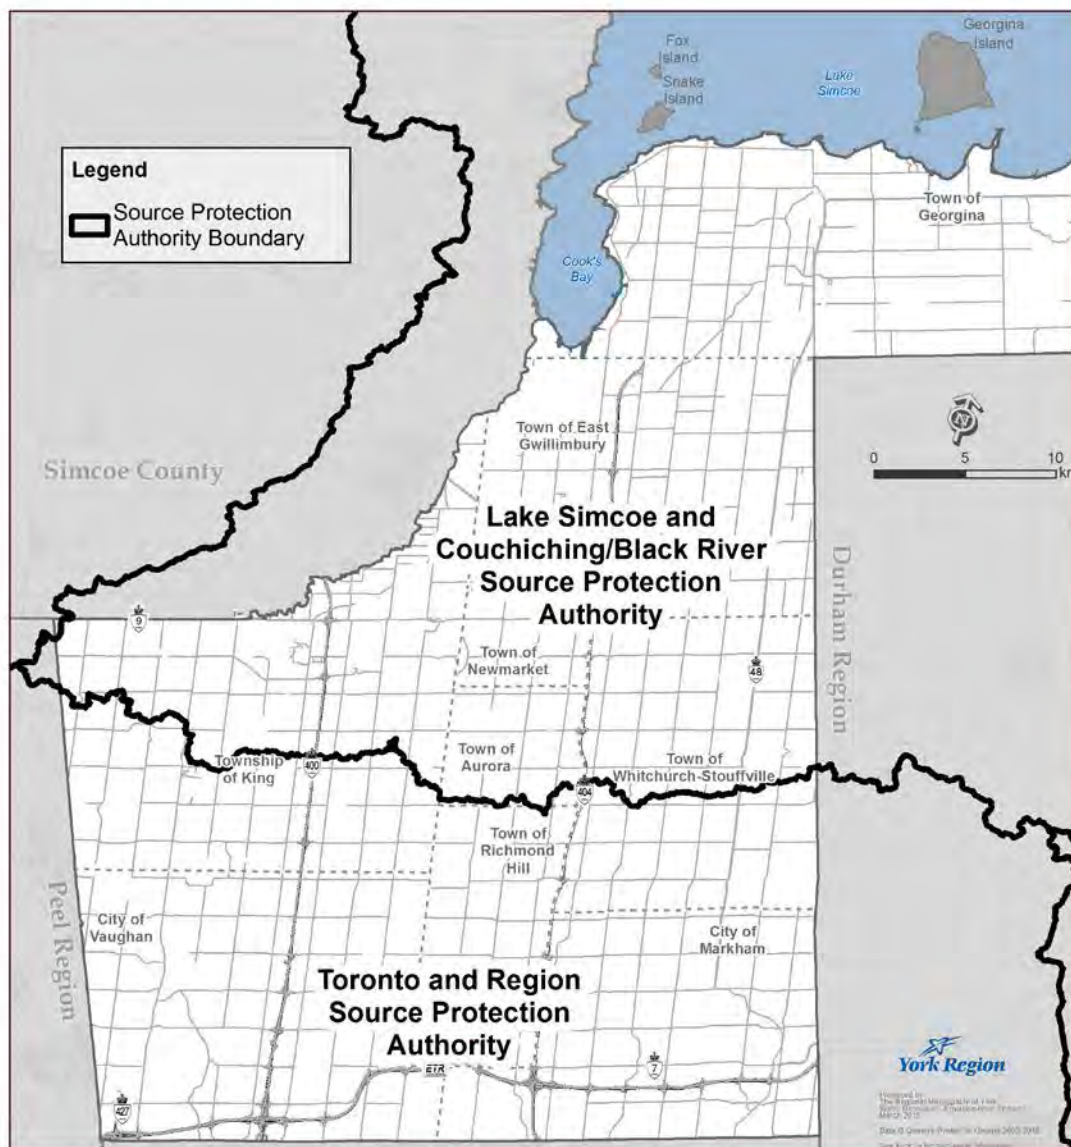 Georgina
Island
Fox
Island
Snake
Island
Lake
Simcoe
Legend
Source Protection
Authority Boundary
Town of
Georgina
Cook's
Bay
N
0 5 10
km
Town of East
Gwillimbury
Simcoe County
Lake Simcoe and
Couchiching/Black River
Source Protection
Authority
Durham Region
9
Town of
Newmarket
48
Township
of King
400
Town of
Aurora
Town of
Whitchurch-Stouffville
404
Town of
Richmond
Hill
Peel Region
City of
Vaughan
City of
Markham
Toronto and Region
Source Protection
Authority
ETR
7
427
York Region